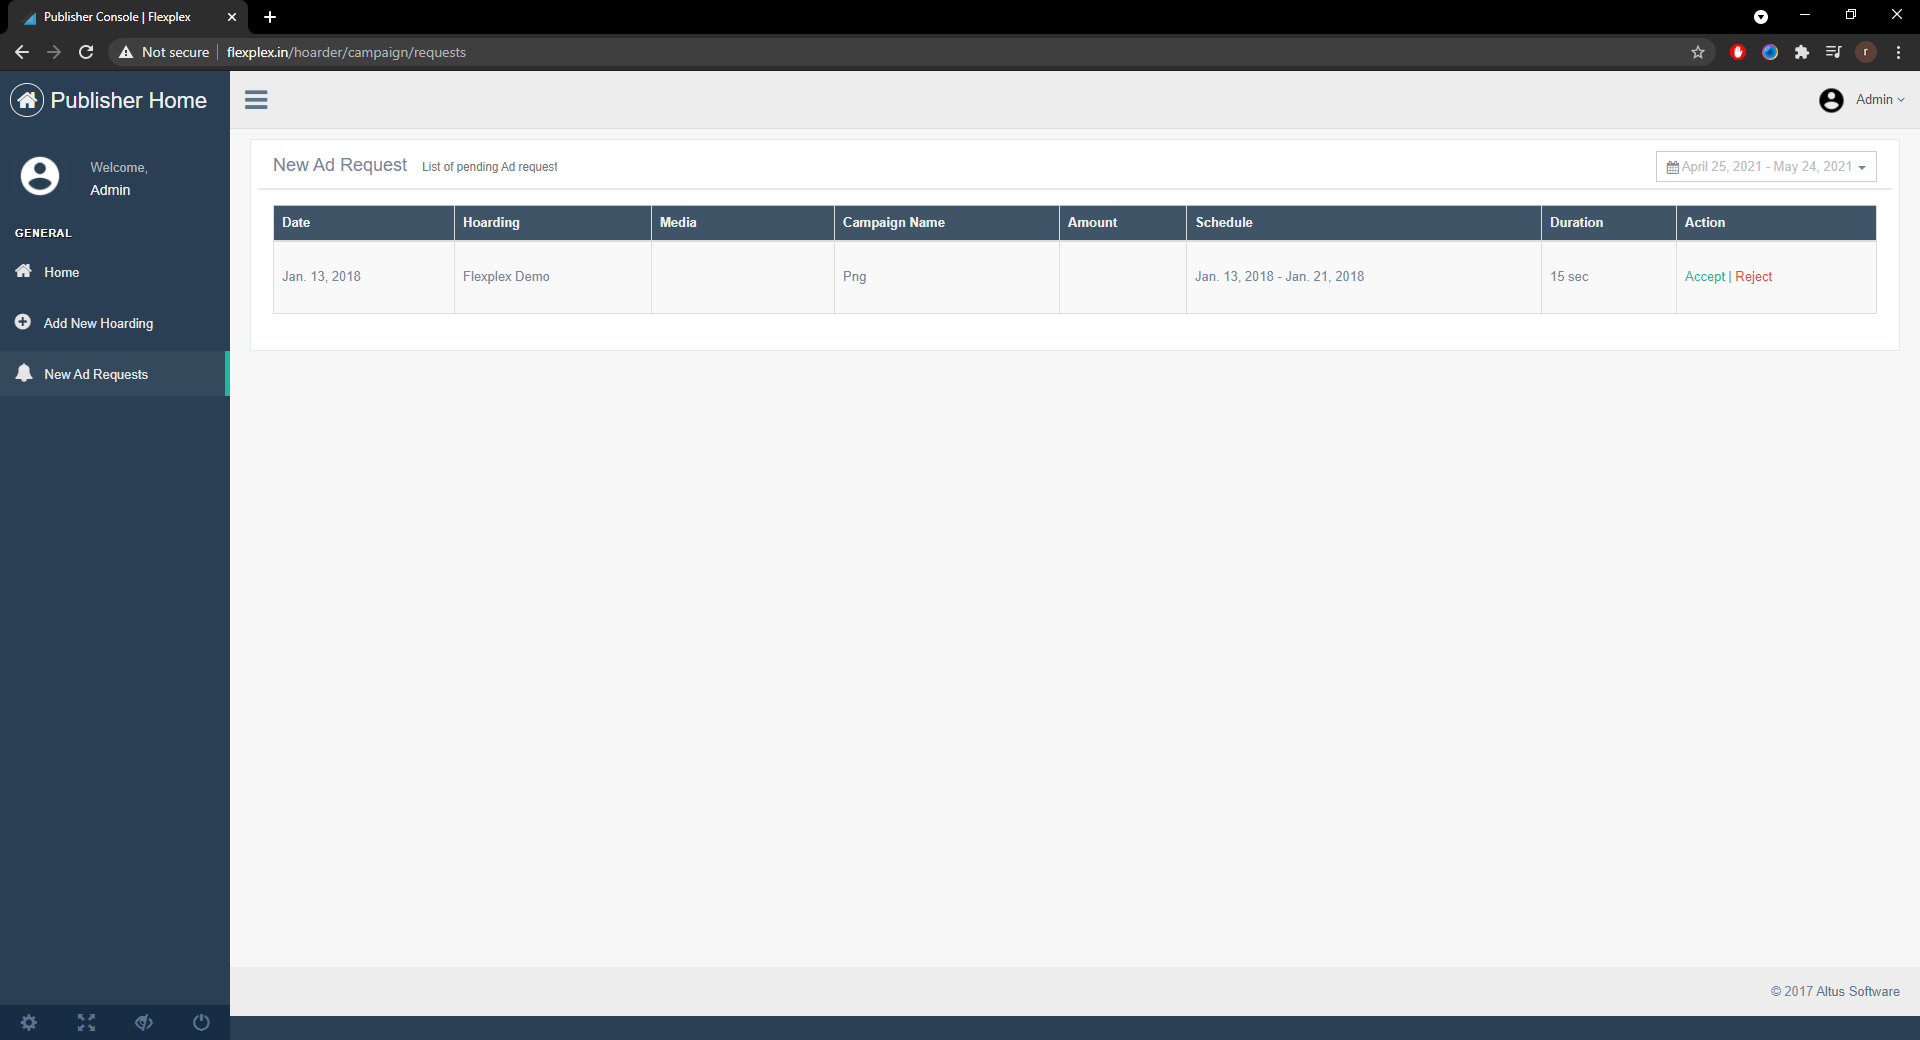 Publisher Console | Flexplex
Not secure flexplex.in/hoarder/campaign/requests
r
Publisher Home
Admin
Welcome,
Admin
GENERAL
Home
Add New Hoarding
New Ad Requests
New Ad Request List of pending Ad request
April 25, 2021 - May 24, 2021
Date Hoarding Media Campaign Name Amount Schedule Duration Action
Jan. 13, 2018 Flexplex Demo Png Jan. 13, 2018 - Jan. 21, 2018 15 sec Accept | Reject
© 2017 Altus Software